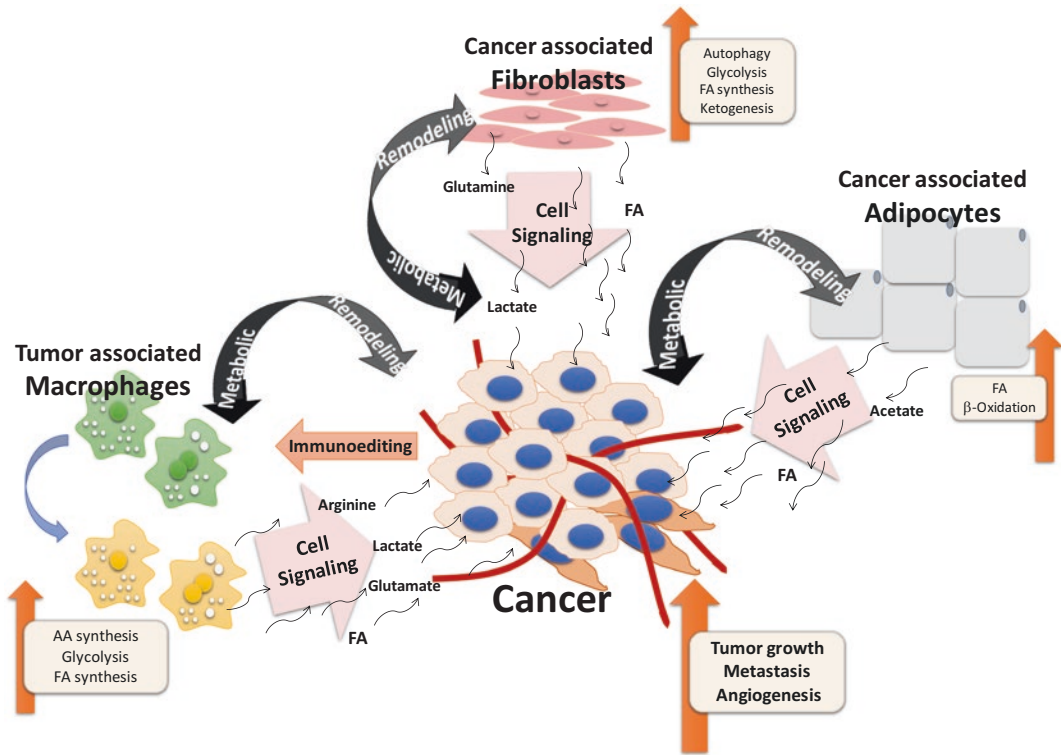 Cancer associated
Fibroblasts
Autophagy
Glycolysis
FA synthesis
Ketogenesis
Remodeling
Metabolic
Glutamine
Cell
Signaling
FA
Lactate
Cancer associated
Adipocytes
Remodeling
Metabolic
FA
β-Oxidation
Cell
Signaling
Acetate
FA
Tumor associated
Macrophages
Metabolic
Remodeling
Immunoediting
Arginine
Cell
Signaling
Lactate
Glutamate
FA
AA synthesis
Glycolysis
FA synthesis
Cancer
Tumor growth
Metastasis
Angiogenesis